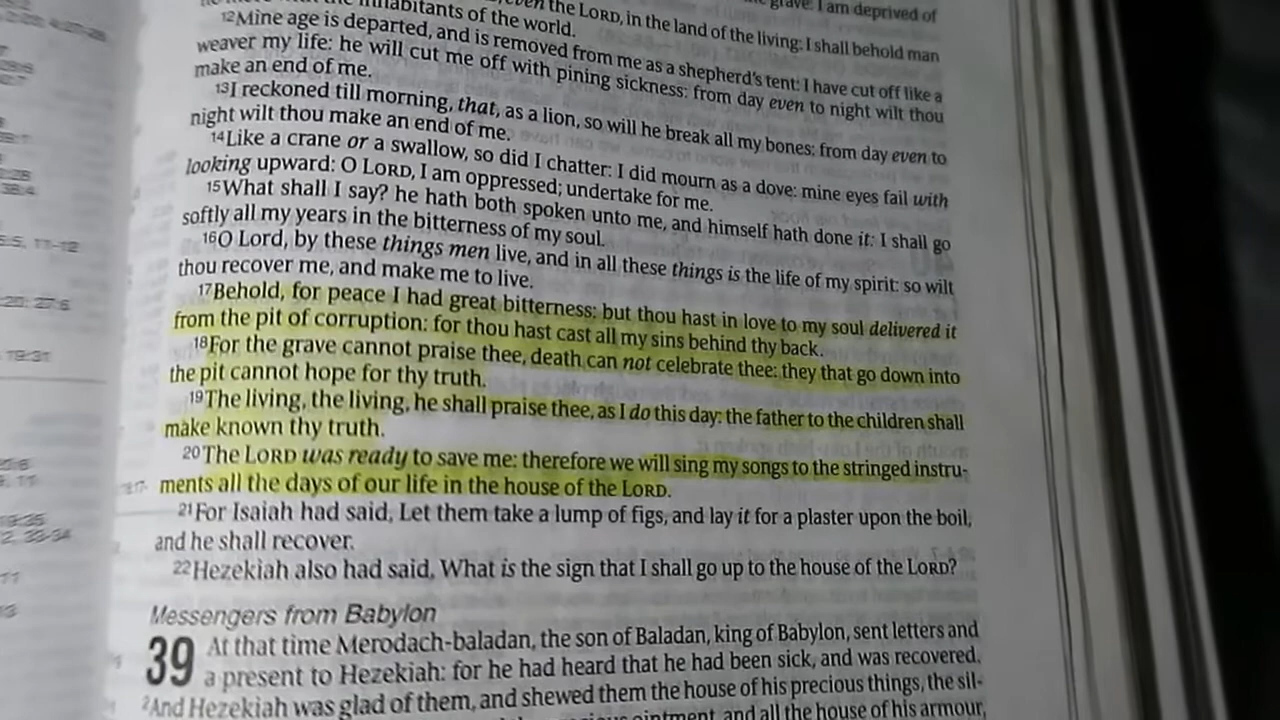 grave: I am deprived of
inhabitants of the world. even the LORD, in the land of the living: I shall behold man
12Mine age is departed, and is removed from me as a shepherd's tent: I have cut off like a
weaver my life: he will cut me off with pining sickness: from day even to night wilt thou
make an end of me.
13I reckoned till morning, that, as a lion, so will he break all my bones: from day even to
night wilt thou make an end of me.
14Like a crane or a swallow, so did I chatter: I did mourn as a dove: mine eyes fail with
looking upward: O LORD, I am oppressed; undertake for me.
15What shall I say? he hath both spoken unto me, and himself hath done it: I shall go
softly all my years in the bitterness of my soul.
16O Lord, by these things men live, and in all these things is the life of my spirit: so wilt
thou recover me, and make me to live.
17Behold, for peace I had great bitterness: but thou hast in love to my soul delivered it
from the pit of corruption: for thou hast cast all my sins behind thy back.
18For the grave cannot praise thee, death can not celebrate thee: they that go down into
the pit cannot hope for thy truth.
19The living, the living, he shall praise thee, as I do this day: the father to the children shall
make known thy truth.
20The LORD was ready to save me: therefore we will sing my songs to the stringed instru-
ments all the days of our life in the house of the LORD.
21For Isaiah had said, Let them take a lump of figs, and lay it for a plaster upon the boil,
and he shall recover.
22Hezekiah also had said, What is the sign that I shall go up to the house of the LORD?
Messengers from Babylon
39 At that time Merodach-baladan, the son of Baladan, king of Babylon, sent letters and
a present to Hezekiah: for he had heard that he had been sick, and was recovered.
2And Hezekiah was glad of them, and shewed them the house of his precious things, the sil-
ointment, and all the house of his armour,